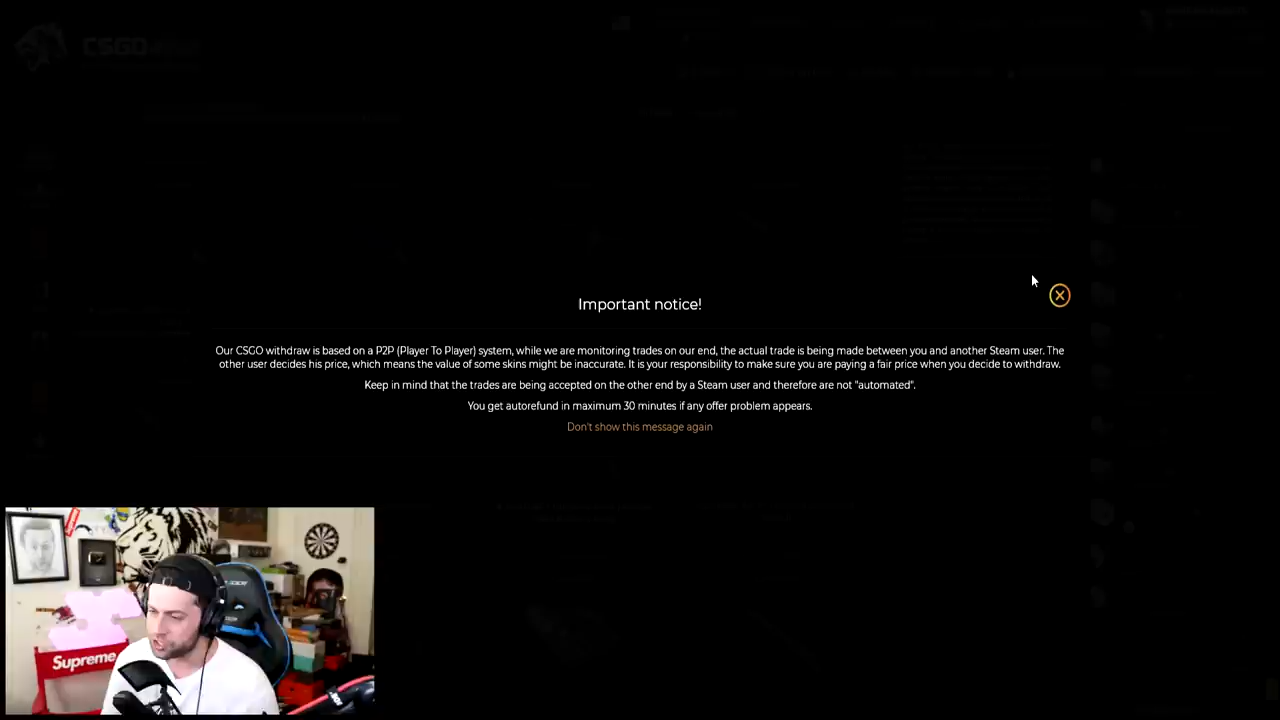 CSGO
Important notice!
Our CSGO withdraw is based on a P2P (Player To Player) system, while we are monitoring trades on our end, the actual trade is being made between you and another Steam user. The
other user decides his price, which means the value of some skins might be inaccurate. It is your responsibility to make sure you are paying a fair price when you decide to withdraw.
Keep in mind that the trades are being accepted on the other end by a Steam user and therefore are not "automated".
You get autorefund in maximum 30 minutes if any offer problem appears.
Don't show this message again
Supreme